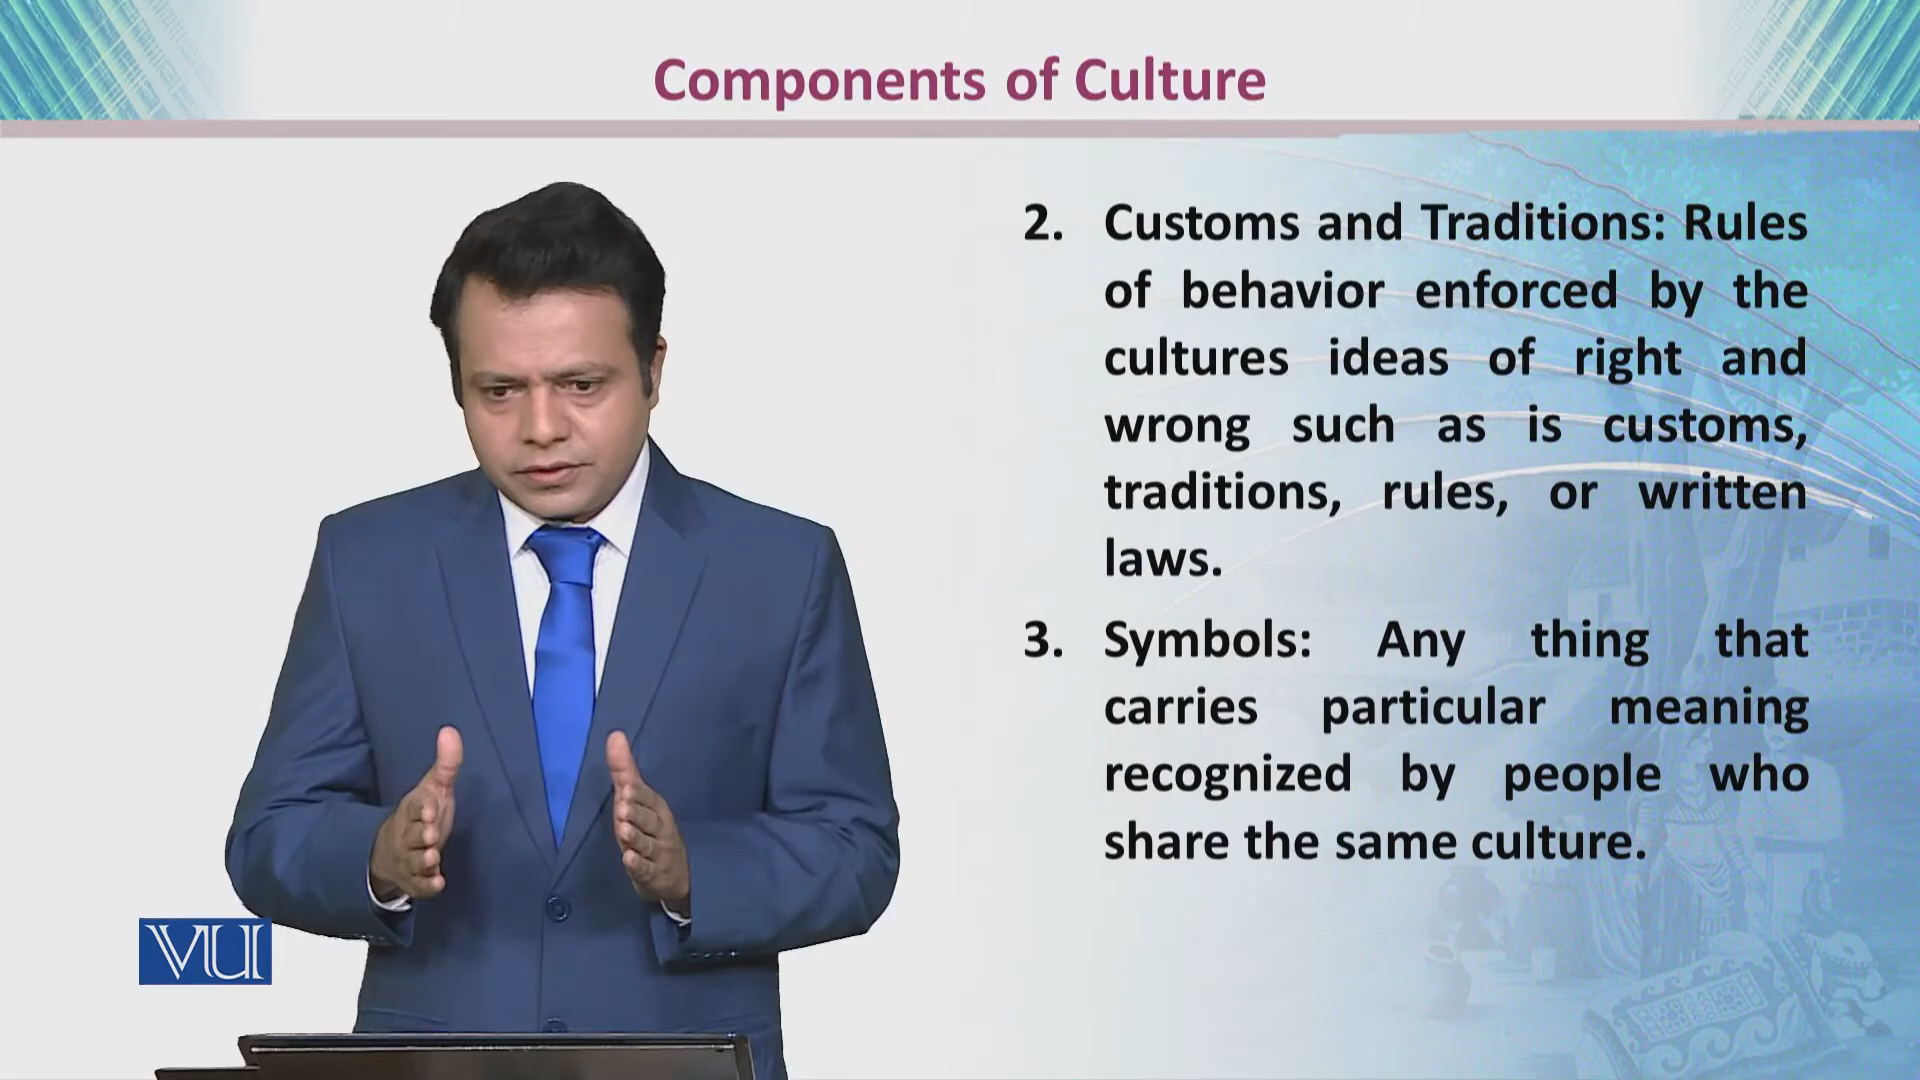 Components of Culture
2. Customs and Traditions: Rules
of behavior enforced by the
cultures ideas of right and
wrong such as is customs,
traditions, rules, or written
laws.
3. Symbols: Any thing that
carries particular meaning
recognized by people who
share the same culture.
VU